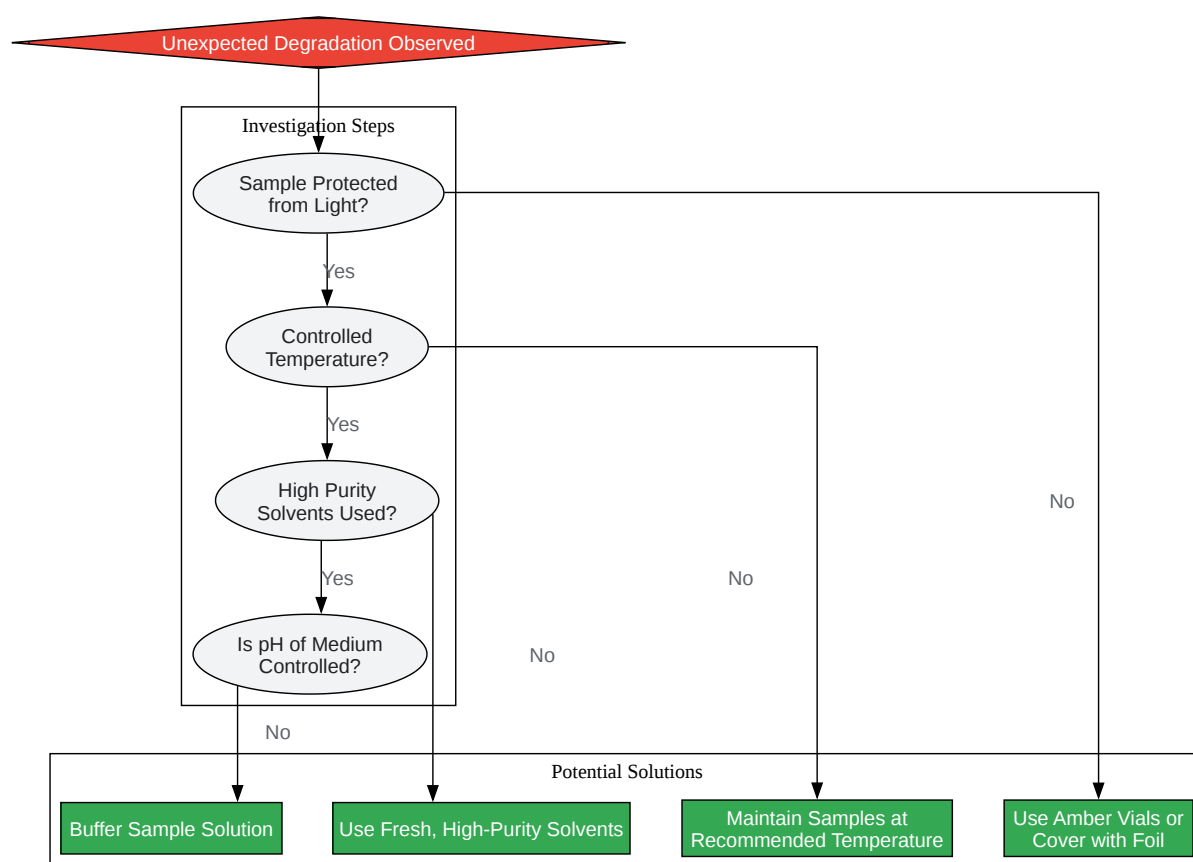 Unexpected Degradation Observed
Investigation Steps
Sample Protected
from Light?
Yes
Controlled
Temperature?
Yes
High Purity
Solvents Used?
No
Yes
No
Is pH of Medium
Controlled?
No
No
Potential Solutions
Buffer Sample Solution
Use Fresh, High-Purity Solvents
Maintain Samples at
Recommended Temperature
Use Amber Vials or
Cover with Foil